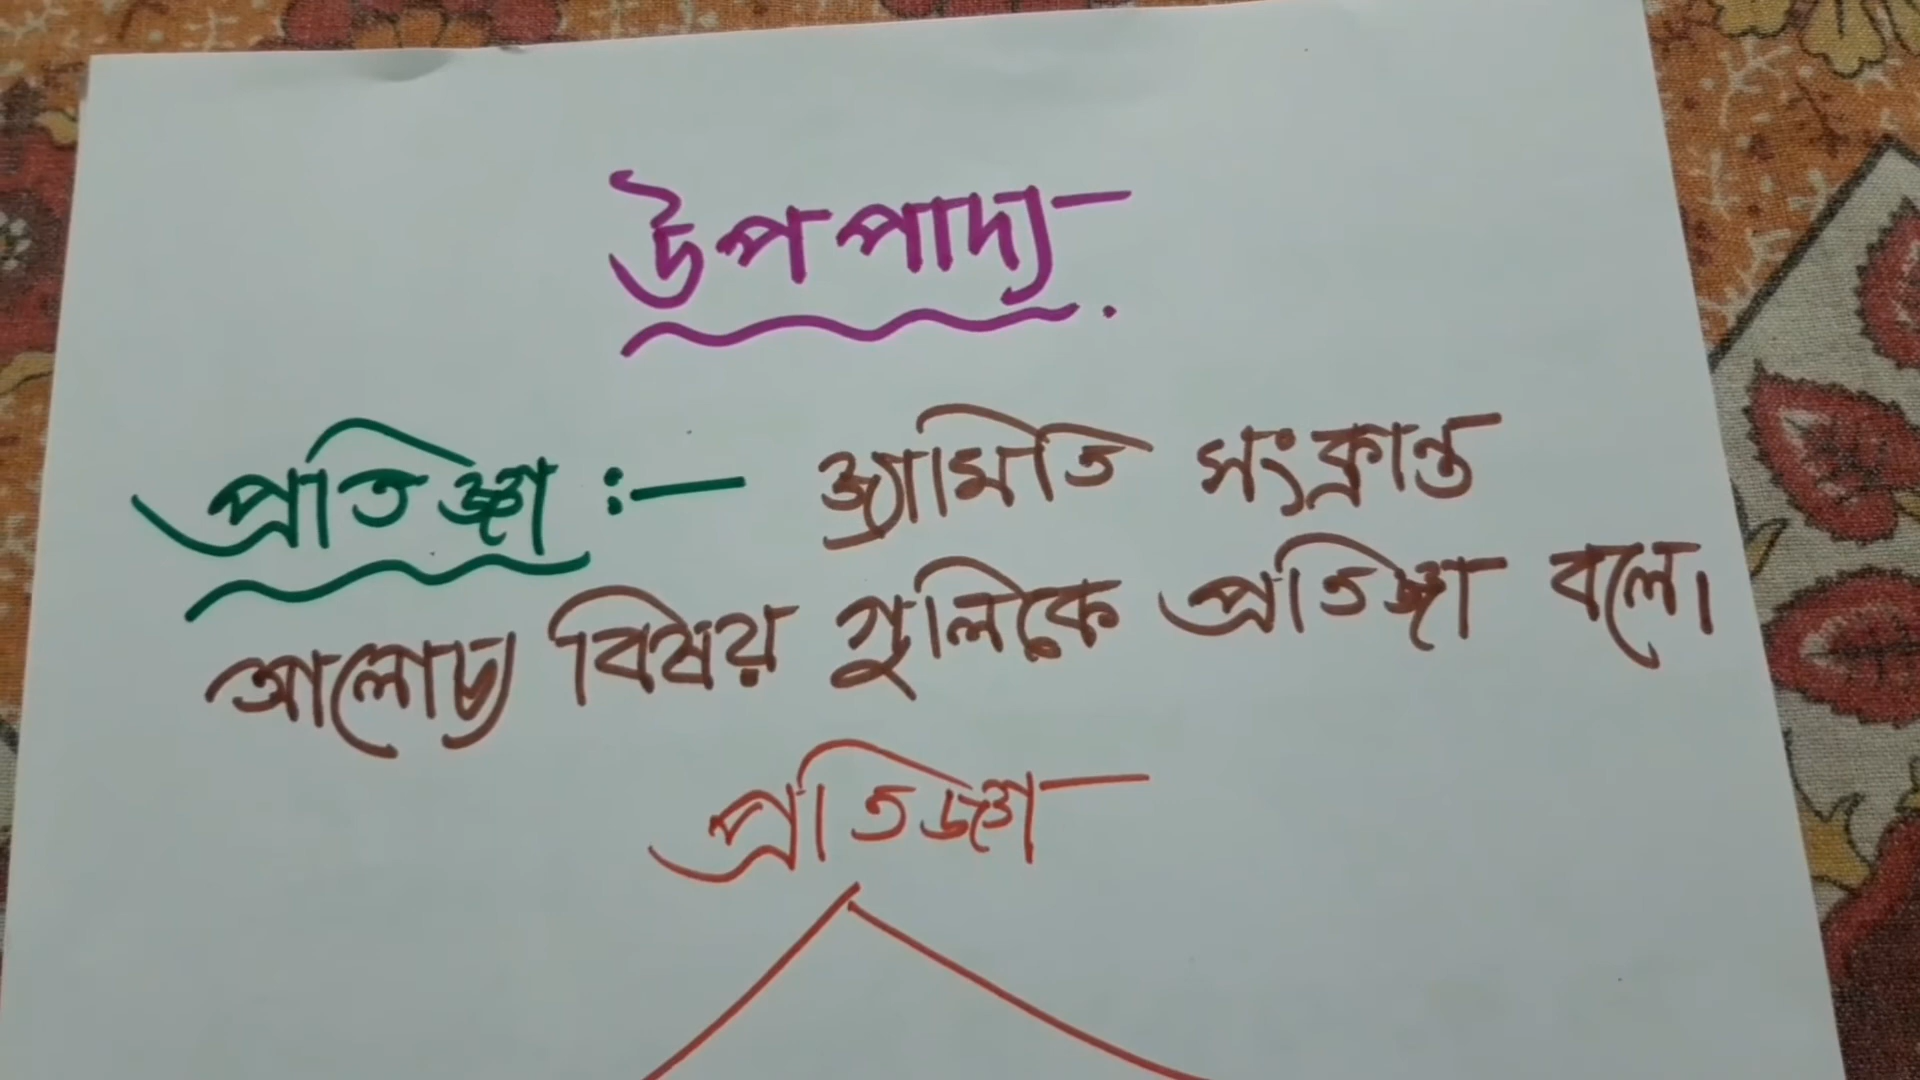 উপপাদ্য
প্রতিজ্ঞা :— জ্যামিতি সংক্রান্ত
আলোচ্য বিষয় গুলিকে প্রতিজ্ঞা বলে।
প্রতিজ্ঞা